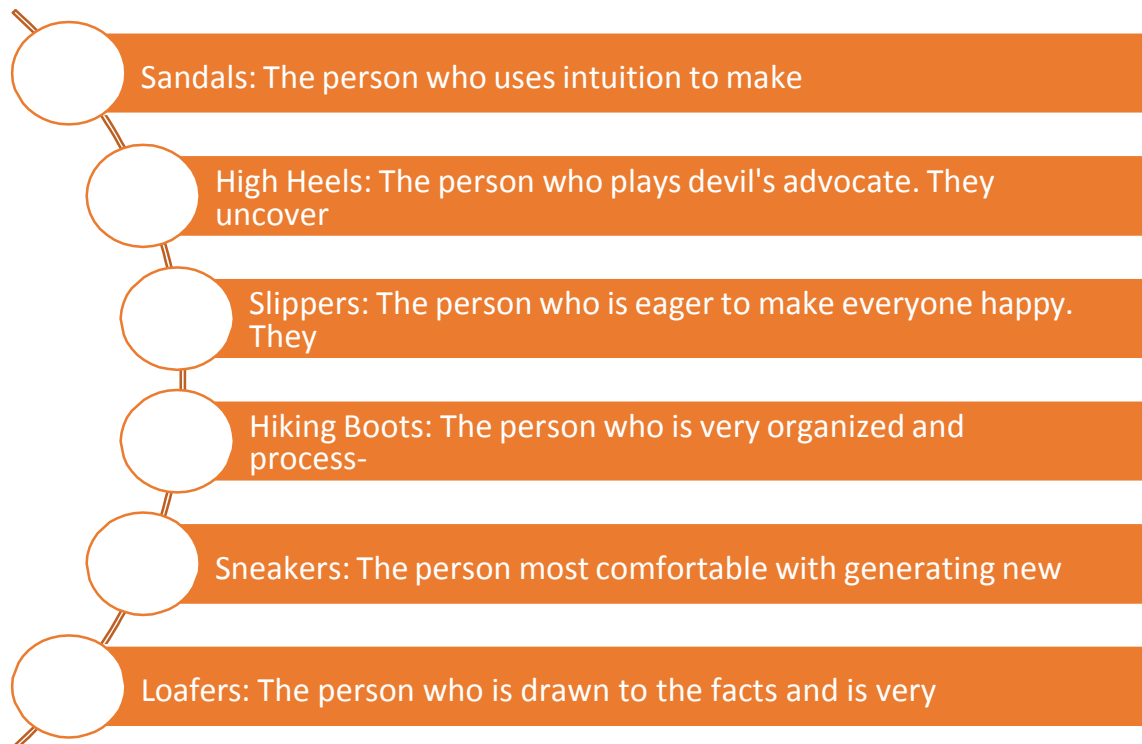 Sandals: The person who uses intuition to make
High Heels: The person who plays devil's advocate. They
uncover
Slippers: The person who is eager to make everyone happy.
They
Hiking Boots: The person who is very organized and
process-
Sneakers: The person most comfortable with generating new
Loafers: The person who is drawn to the facts and is very